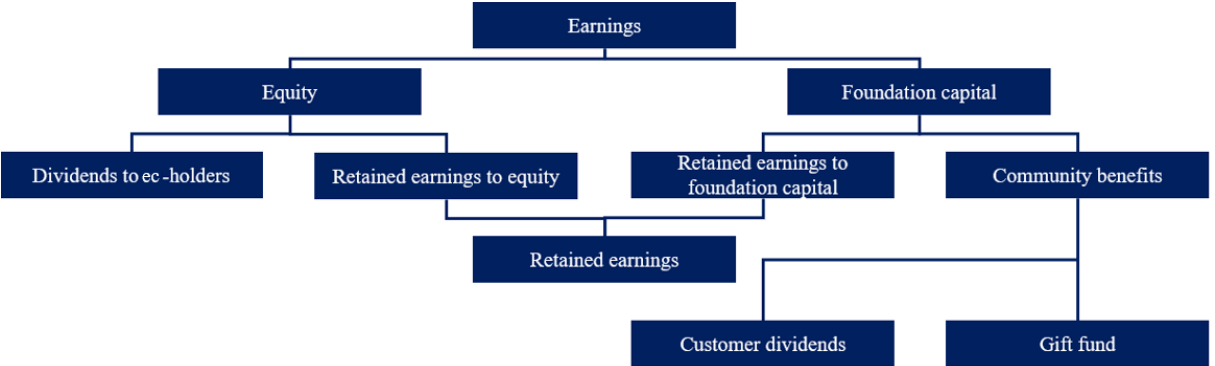 Earnings
Equity
Foundation capital
Dividends to ec-holders
Retained earnings to equity
Retained earnings to
foundation capital
Community benefits
Retained earnings
Customer dividends
Gift fund